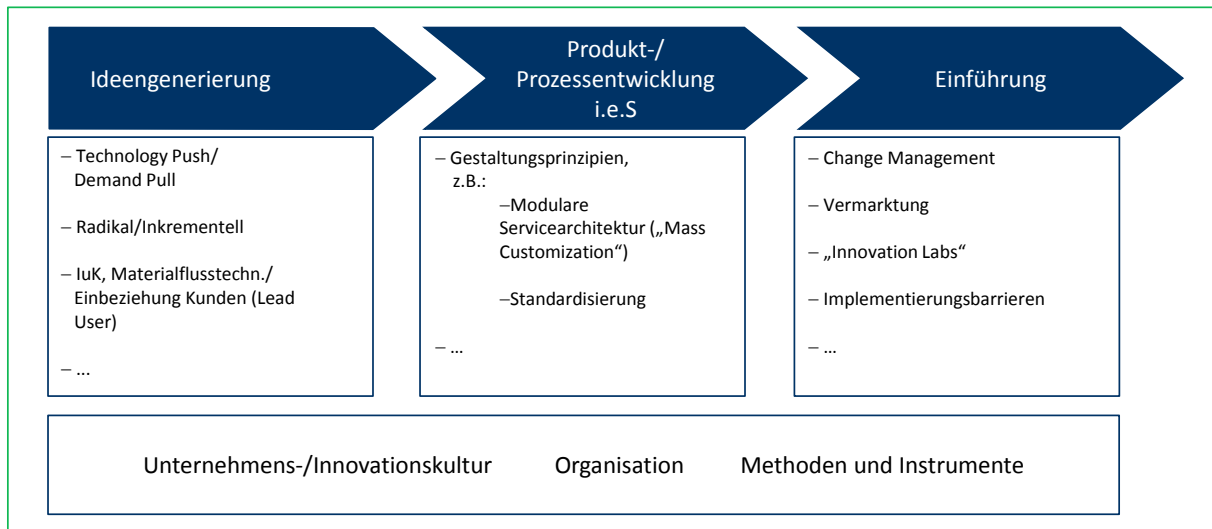 Ideengenerierung
Produkt-/
Prozessentwicklung
i.e.S
Einführung
– Technology Push/
Demand Pull
– Radikal/Inkrementell
– IuK, Materialflusstechn./
Einbeziehung Kunden (Lead
User)
– ...
– Gestaltungsprinzipien,
z.B.:
–Modulare
Servicearchitektur („Mass
Customization“)
–Standardisierung
– ...
– Change Management
– Vermarktung
– „Innovation Labs“
– Implementierungsbarrieren
– ...
Unternehmens-/Innovationskultur Organisation Methoden und Instrumente